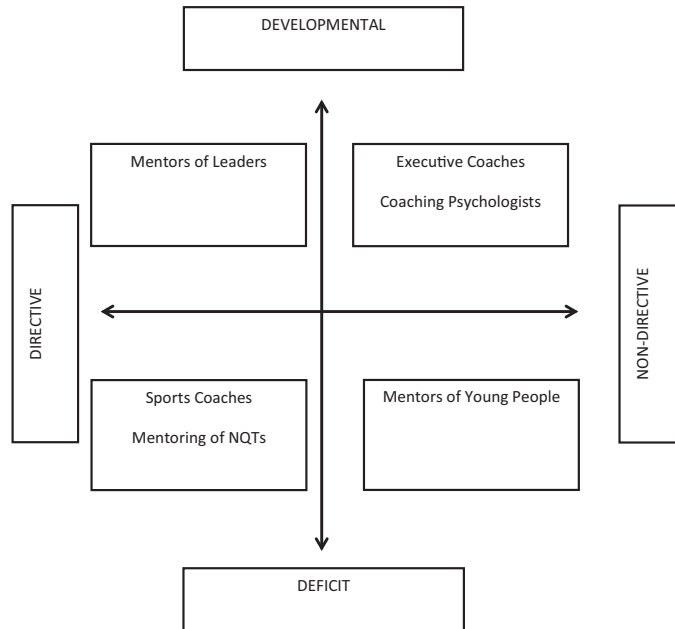 DEVELOPMENTAL
Mentors of Leaders
Executive Coaches
Coaching Psychologists
DIRECTIVE
NON-DIRECTIVE
Sports Coaches
Mentoring of NQTs
Mentors of Young People
DEFICIT